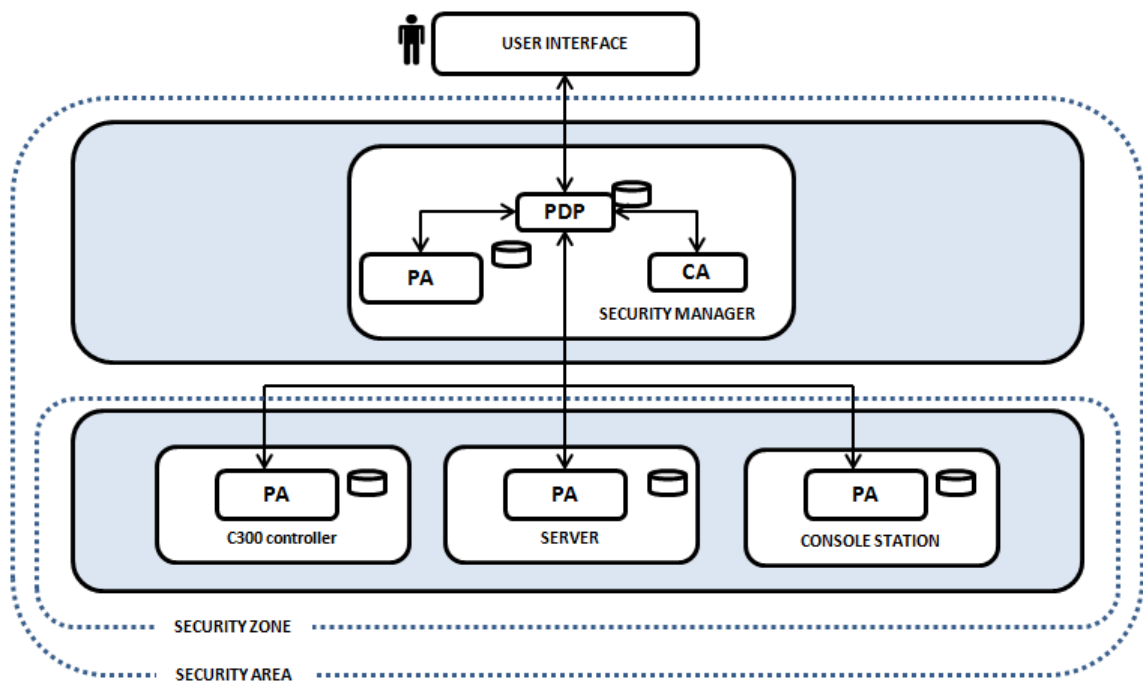 USER INTERFACE
PDP
PA
CA
SECURITY MANAGER
PA
PA
PA
C300 controller
SERVER
CONSOLE STATION
SECURITY ZONE
SECURITY AREA